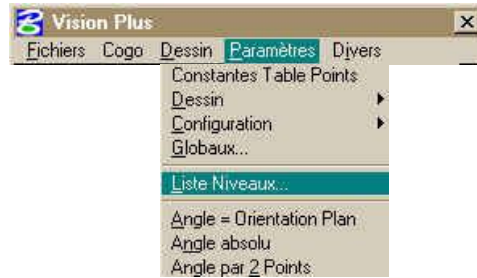 Vision Plus
Fichiers Cogo Dessin Paramètres Divers
Constantes Table Points
Dessin
Configuration
Globaux...
Liste Niveaux...
Angle = Orientation Plan
Angle absolu
Angle par 2 Points